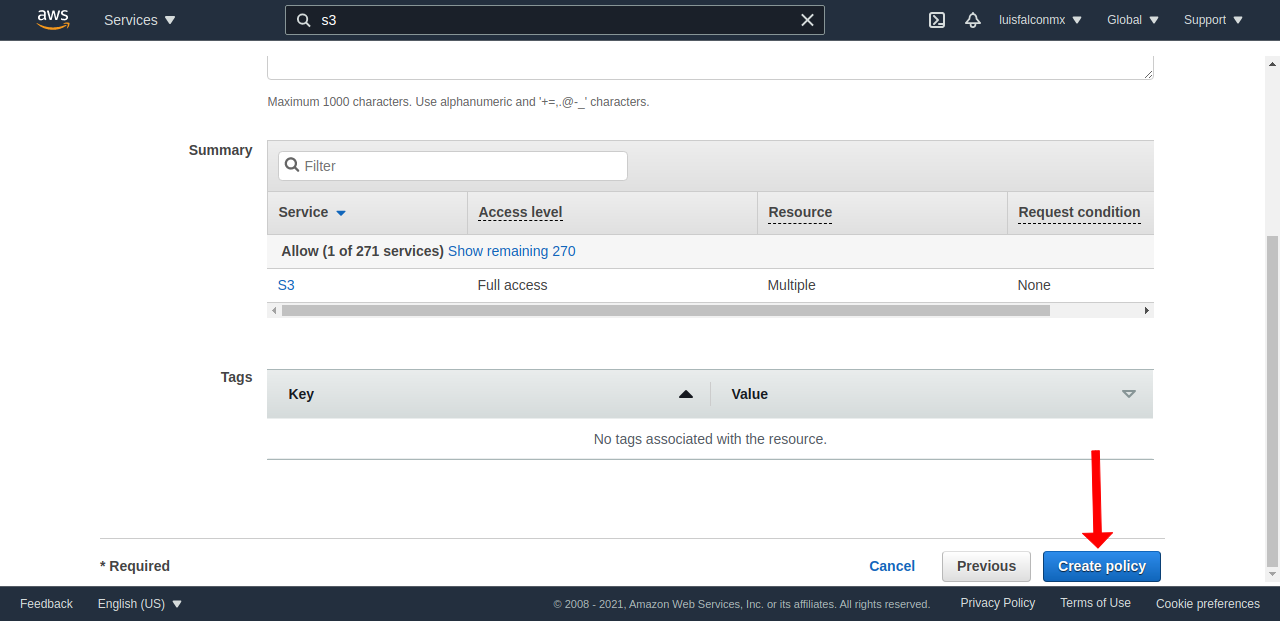 aws Services s3 luisfalconmx Global Support
Maximum 1000 characters. Use alphanumeric and '+=,.@-_' characters.
Summary
Filter
Service Access level Resource Request condition
Allow (1 of 271 services) Show remaining 270
S3 Full access Multiple None
Tags
Key Value
No tags associated with the resource.
* Required Cancel Previous Create policy
Feedback English (US) © 2008 - 2021, Amazon Web Services, Inc. or its affiliates. All rights reserved. Privacy Policy Terms of Use Cookie preferences